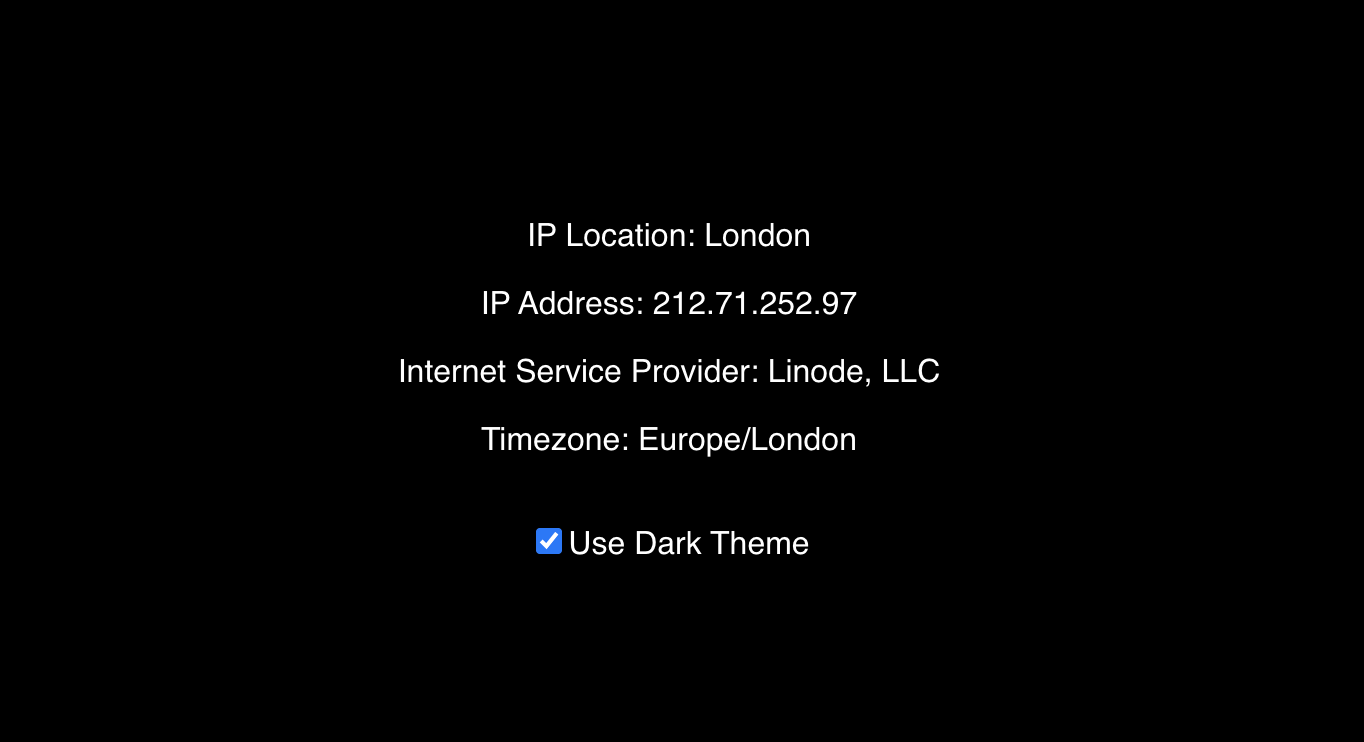 IP Location: London
IP Address: 212.71.252.97
Internet Service Provider: Linode, LLC
Timezone: Europe/London
Use Dark Theme